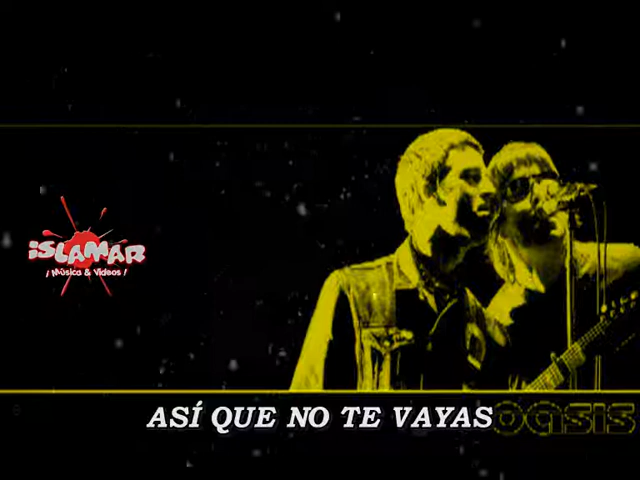 iSLAMAR
¡ Música & Videos !
ASÍ QUE NO TE VAYAS
oasis